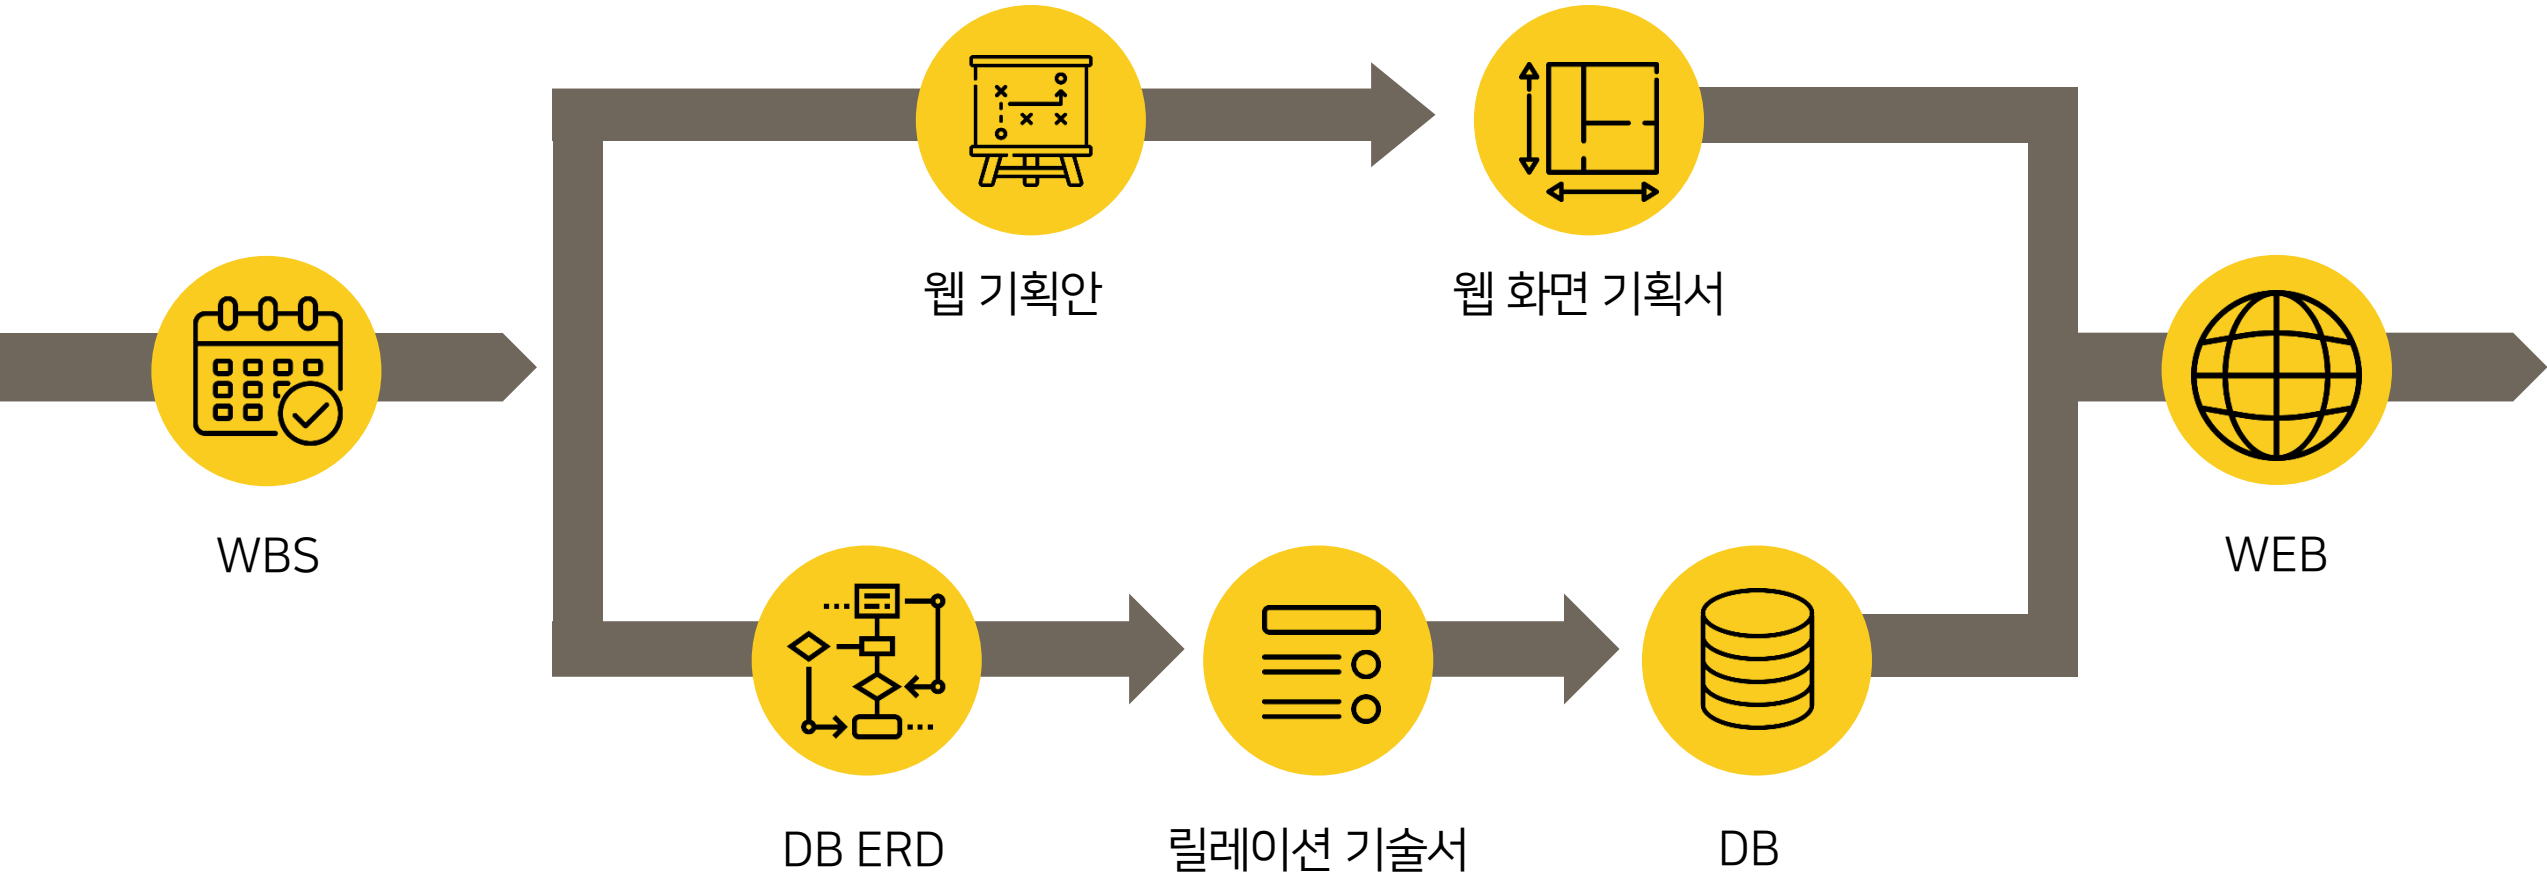 웹 기획안
웹 화면 기획서
WBS
WEB
DB ERD
릴레이션 기술서
DB